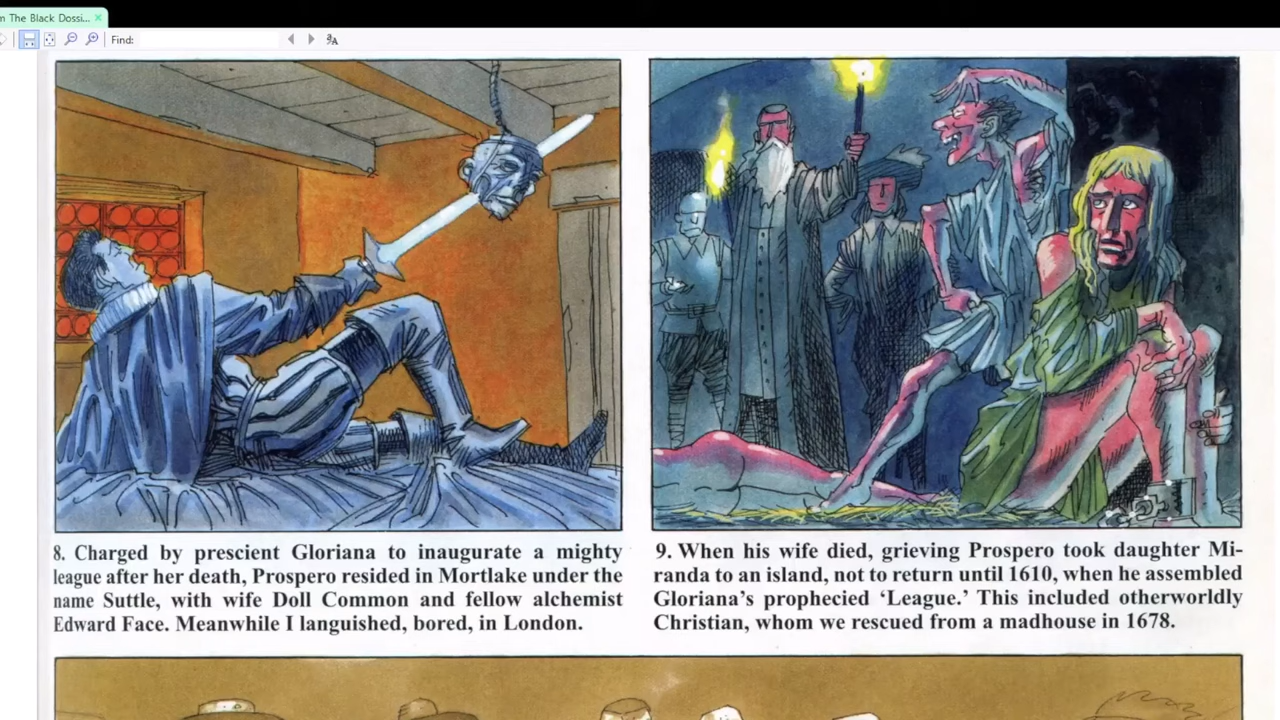 m The Black Dossi...
Find:
8. Charged by prescient Gloriana to inaugurate a mighty
league after her death, Prospero resided in Mortlake under the
name Suttle, with wife Doll Common and fellow alchemist
Edward Face. Meanwhile I languished, bored, in London.
9. When his wife died, grieving Prospero took daughter Mi-
randa to an island, not to return until 1610, when he assembled
Gloriana's prophecied ‘League.’ This included otherworldly
Christian, whom we rescued from a madhouse in 1678.